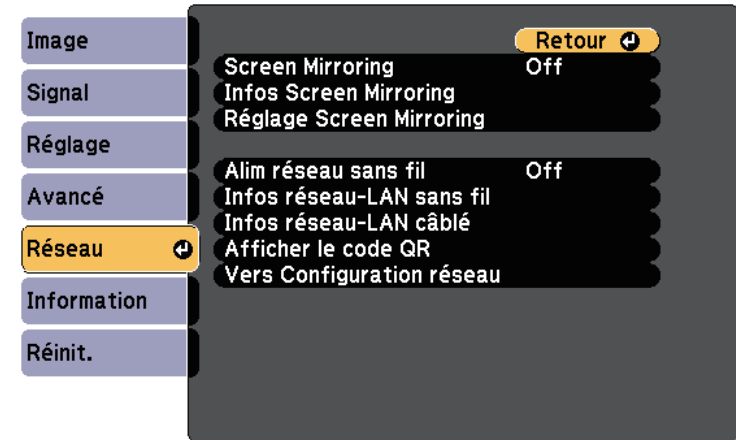 Image
Signal
Réglage
Avancé
Réseau
Information
Réinit.
Retour
Screen Mirroring Off
Infos Screen Mirroring
Réglage Screen Mirroring
Alim réseau sans fil Off
Infos réseau-LAN sans fil
Infos réseau-LAN câblé
Afficher le code QR
Vers Configuration réseau